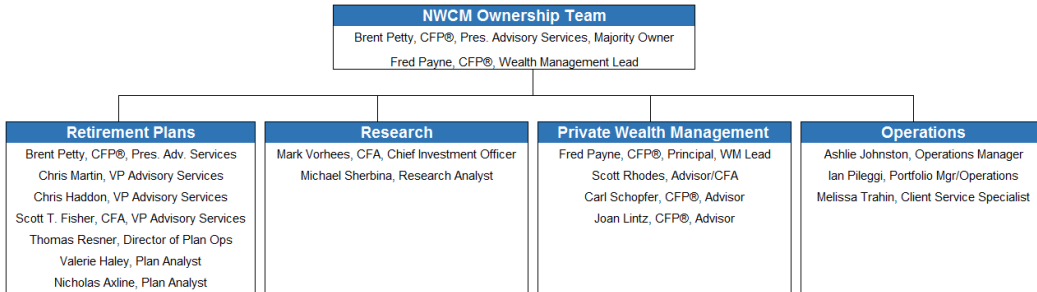 NWCM Ownership Team
Brent Petty, CFP®, Pres. Advisory Services, Majority Owner
Fred Payne, CFP®, Wealth Management Lead
Retirement Plans
Brent Petty, CFP®, Pres. Adv. Services
Chris Martin, VP Advisory Services
Chris Haddon, VP Advisory Services
Scott T. Fisher, CFA, VP Advisory Services
Thomas Resner, Director of Plan Ops
Valerie Haley, Plan Analyst
Nicholas Axline, Plan Analyst
Research
Mark Vorhees, CFA, Chief Investment Officer
Michael Sherbina, Research Analyst
Private Wealth Management
Fred Payne, CFP®, Principal, WM Lead
Scott Rhodes, Advisor/CFA
Carl Schopfer, CFP®, Advisor
Joan Lintz, CFP®, Advisor
Operations
Ashlie Johnston, Operations Manager
Ian Pileggi, Portfolio Mgr/Operations
Melissa Trahin, Client Service Specialist